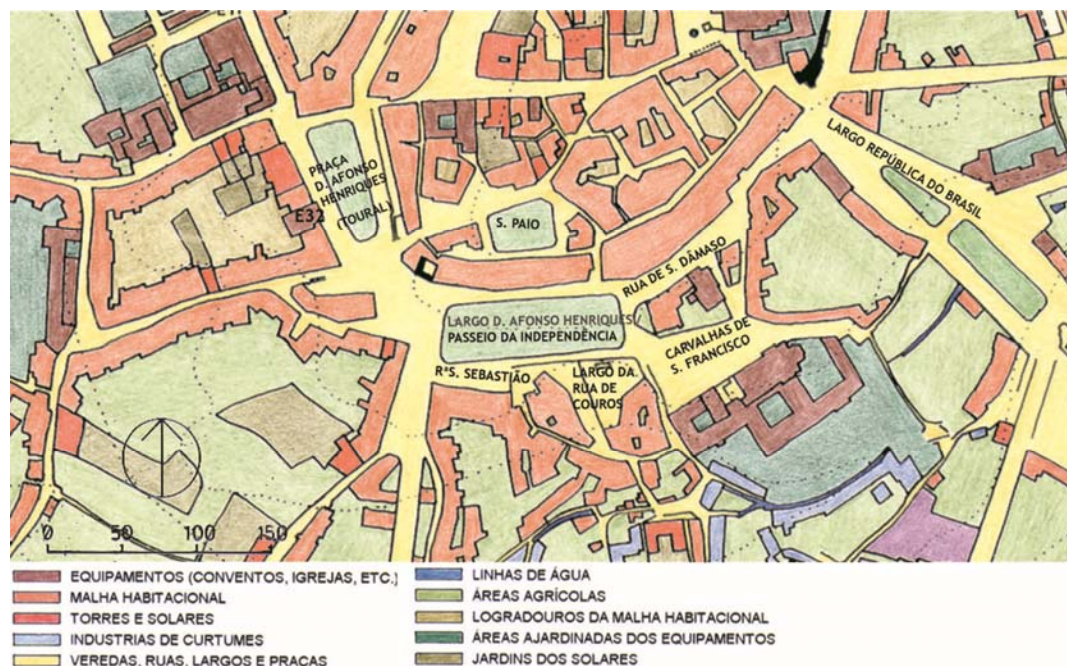 PRAÇA
D. AFONSO
HENRIQUES
(TOURAL)
E32
S. PAIO
LARGO REPÚBLICA DO BRASIL
RUA DE S. DÂMASO
LARGO D. AFONSO HENRIQUES /
PASSEIO DA INDEPENDÊNCIA
CARVALHAS DE
S. FRANCISCO
RªS. SEBASTIÃO
LARGO DA
RUA DE
COUROS
0 50 100 150
EQUIPAMENTOS (CONVENTOS, IGREJAS, ETC.)
MALHA HABITACIONAL
TORRES E SOLARES
INDUSTRIAS DE CURTUMES
VEREDAS, RUAS, LARGOS E PRAÇAS
LINHAS DE ÁGUA
ÁREAS AGRÍCOLAS
LOGRADOUROS DA MALHA HABITACIONAL
ÁREAS AJARDINADAS DOS EQUIPAMENTOS
JARDINS DOS SOLARES